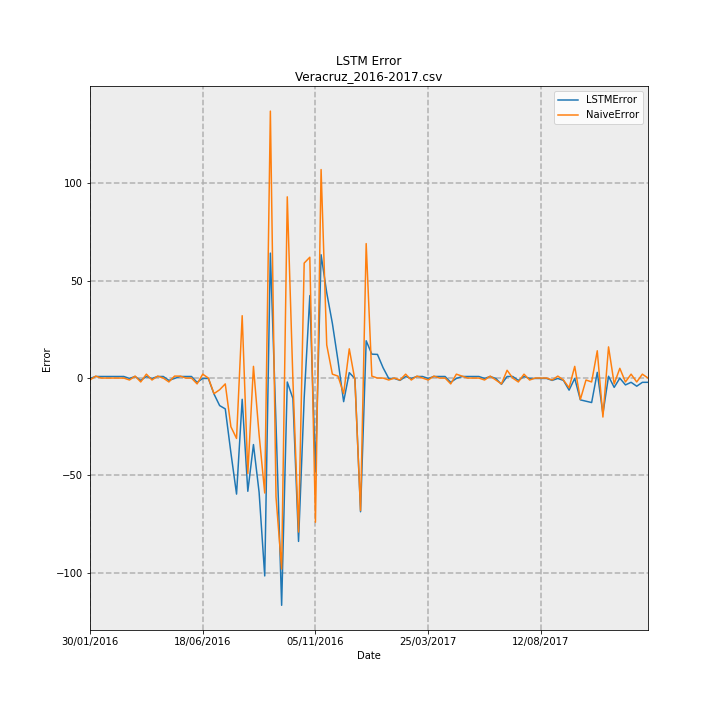 LSTM Error
Veracruz_2016-2017.csv
LSTMError
NaiveError
Error
100
50
0
−50
−100
30/01/2016
18/06/2016
05/11/2016
25/03/2017
12/08/2017
Date